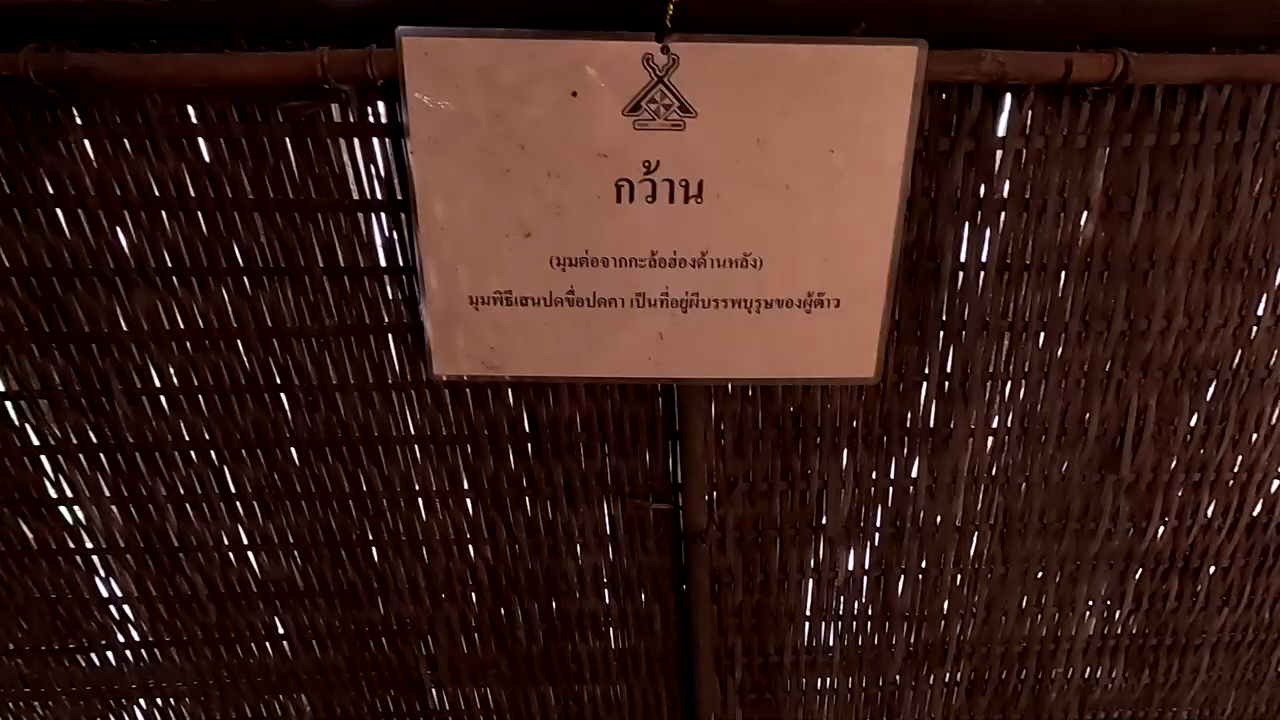 กว้าน
(มุมต่อจากกะล้อฮ่องด้านหลัง)
มุมพิธีเสนปดขื่อปดคา เป็นที่อยู่ผีบรรพบุรุษของผู้ต๊าว